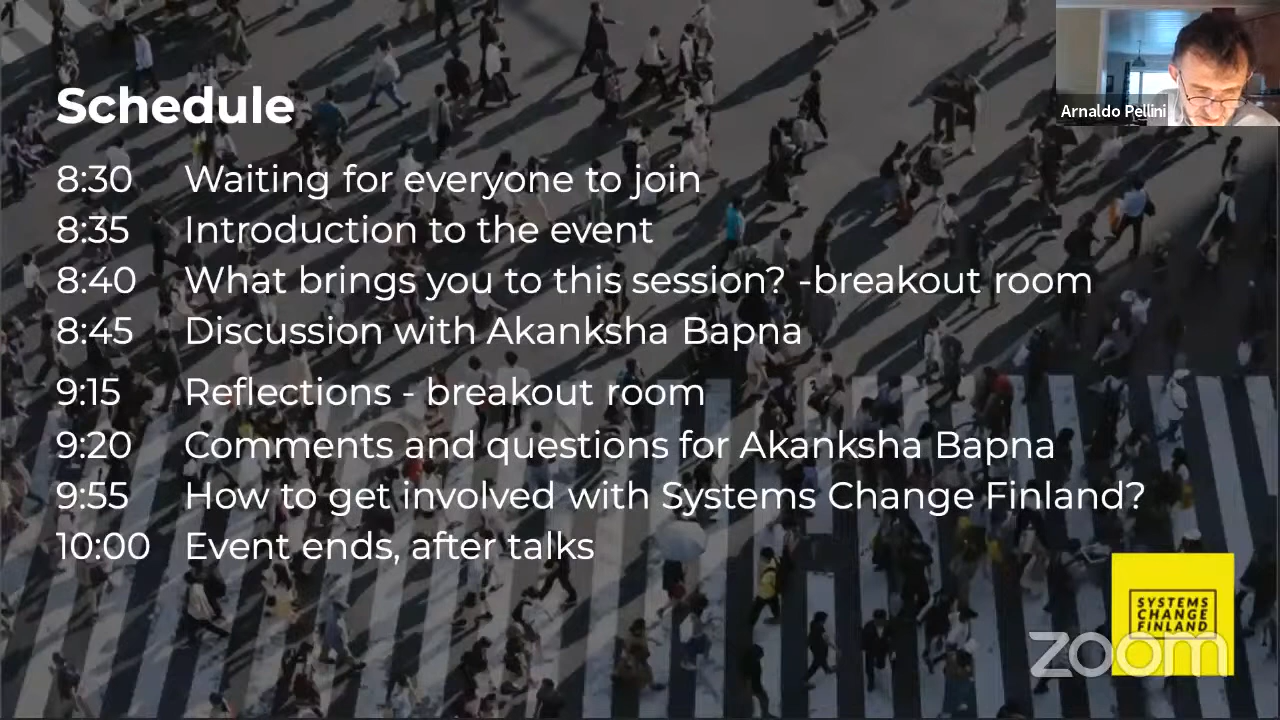 Schedule
8:30 Waiting for everyone to join
8:35 Introduction to the event
8:40 What brings you to this session? -breakout room
8:45 Discussion with Akanksha Bapna
9:15 Reflections - breakout room
9:20 Comments and questions for Akanksha Bapna
9:55 How to get involved with Systems Change Finland?
10:00 Event ends, after talks
Arnaldo Pellini
SYSTEMS
CHANGE
FINLAND
zoom